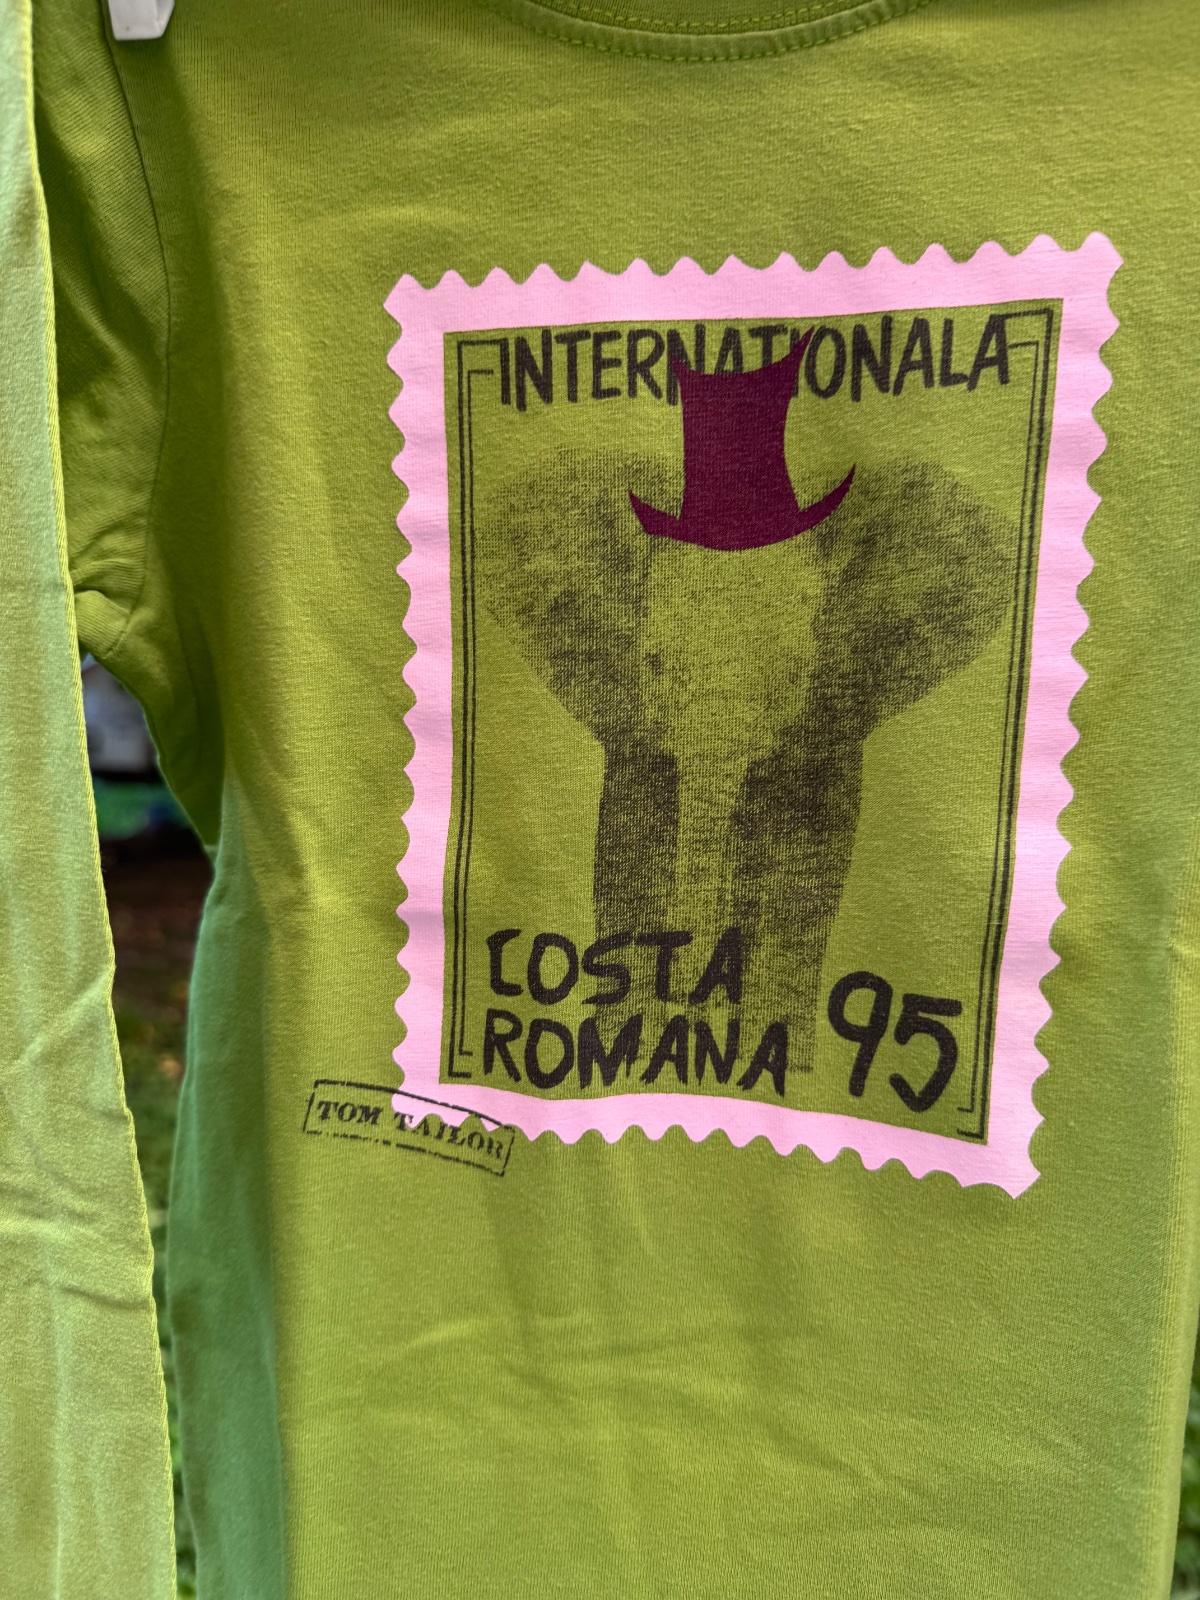 INTERNATIONALA
COSTA
ROMANA 95
TOM TAILOR